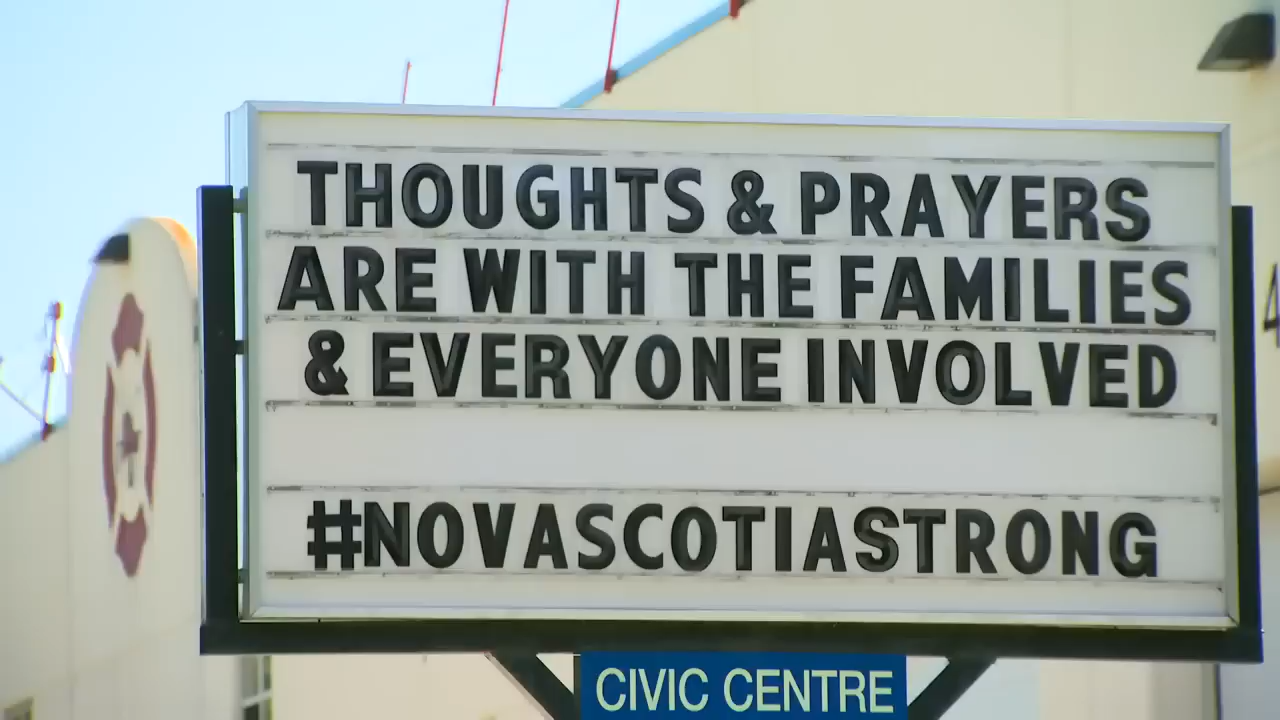 THOUGHTS & PRAYERS
ARE WITH THE FAMILIES
& EVERYONE INVOLVED
#NOVASCOTIASTRONG
CIVIC CENTRE